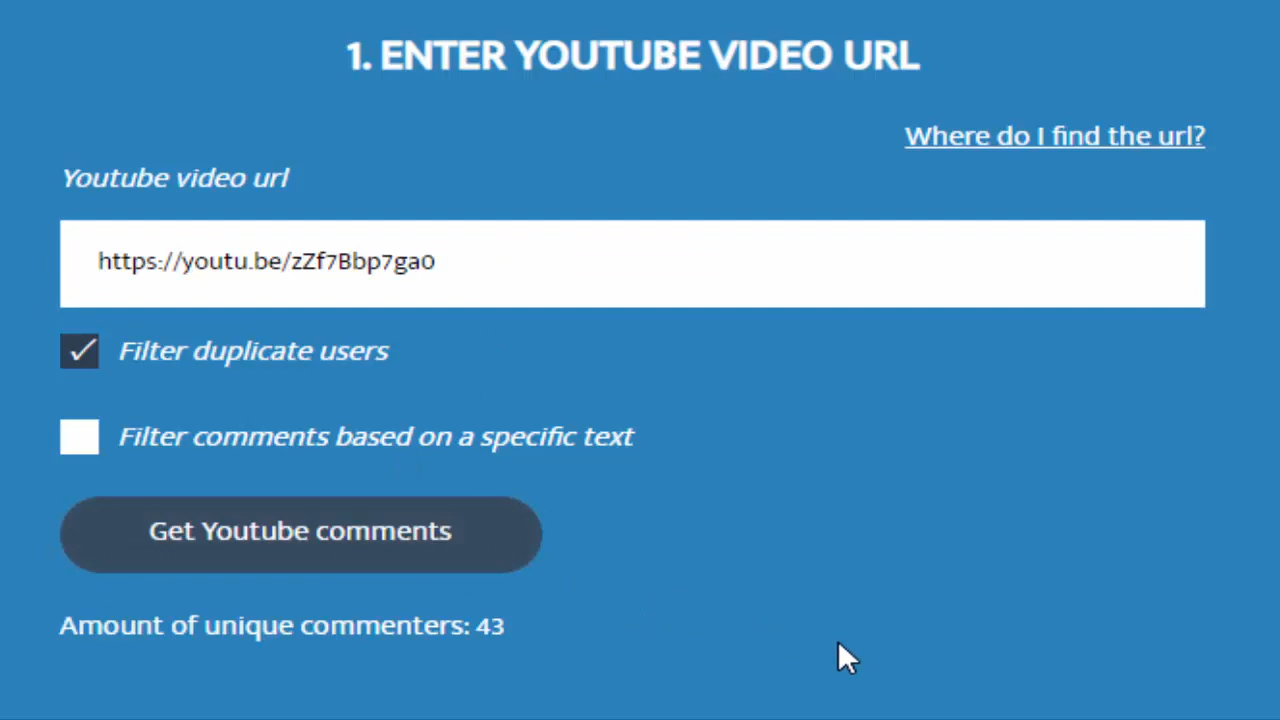 1. ENTER YOUTUBE VIDEO URL
Where do I find the url?
Youtube video url
https://youtu.be/zZf7Bbp7ga0
Filter duplicate users
Filter comments based on a specific text
Get Youtube comments
Amount of unique commenters: 43